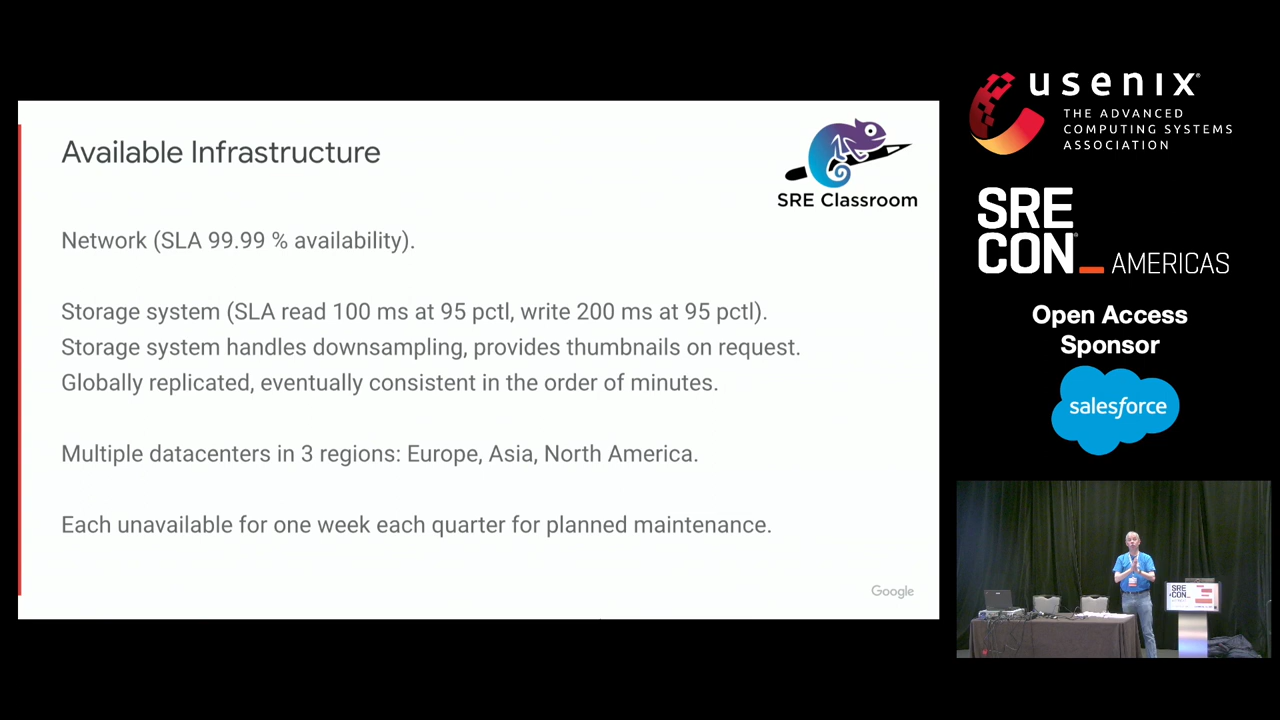 Available Infrastructure
SRE Classroom
Network (SLA 99.99 % availability).
Storage system (SLA read 100 ms at 95 pctl, write 200 ms at 95 pctl).
Storage system handles downsampling, provides thumbnails on request.
Globally replicated, eventually consistent in the order of minutes.
Multiple datacenters in 3 regions: Europe, Asia, North America.
Each unavailable for one week each quarter for planned maintenance.
Google
usenix®
THE ADVANCED
COMPUTING SYSTEMS
ASSOCIATION
SRE
CON
AMERICAS
Open Access
Sponsor
salesforce
SRE
CON